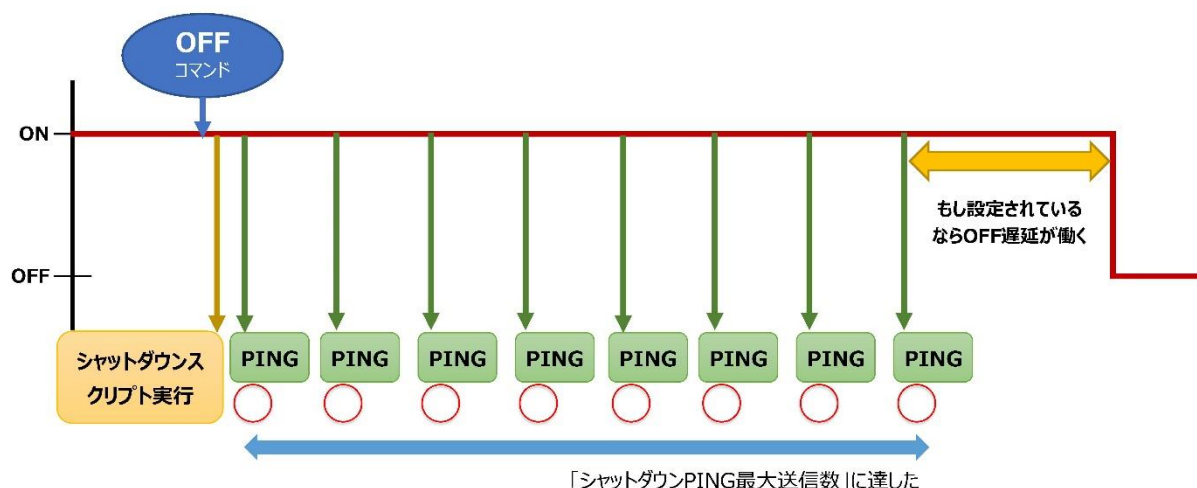 OFF
コマンド
ON
もし設定されている
ならOFF遅延が働く
OFF
シャットダウンス
クリプト実行
PING
PING
PING
PING
PING
PING
PING
PING
「シャットダウンPING最大送信数」に達した